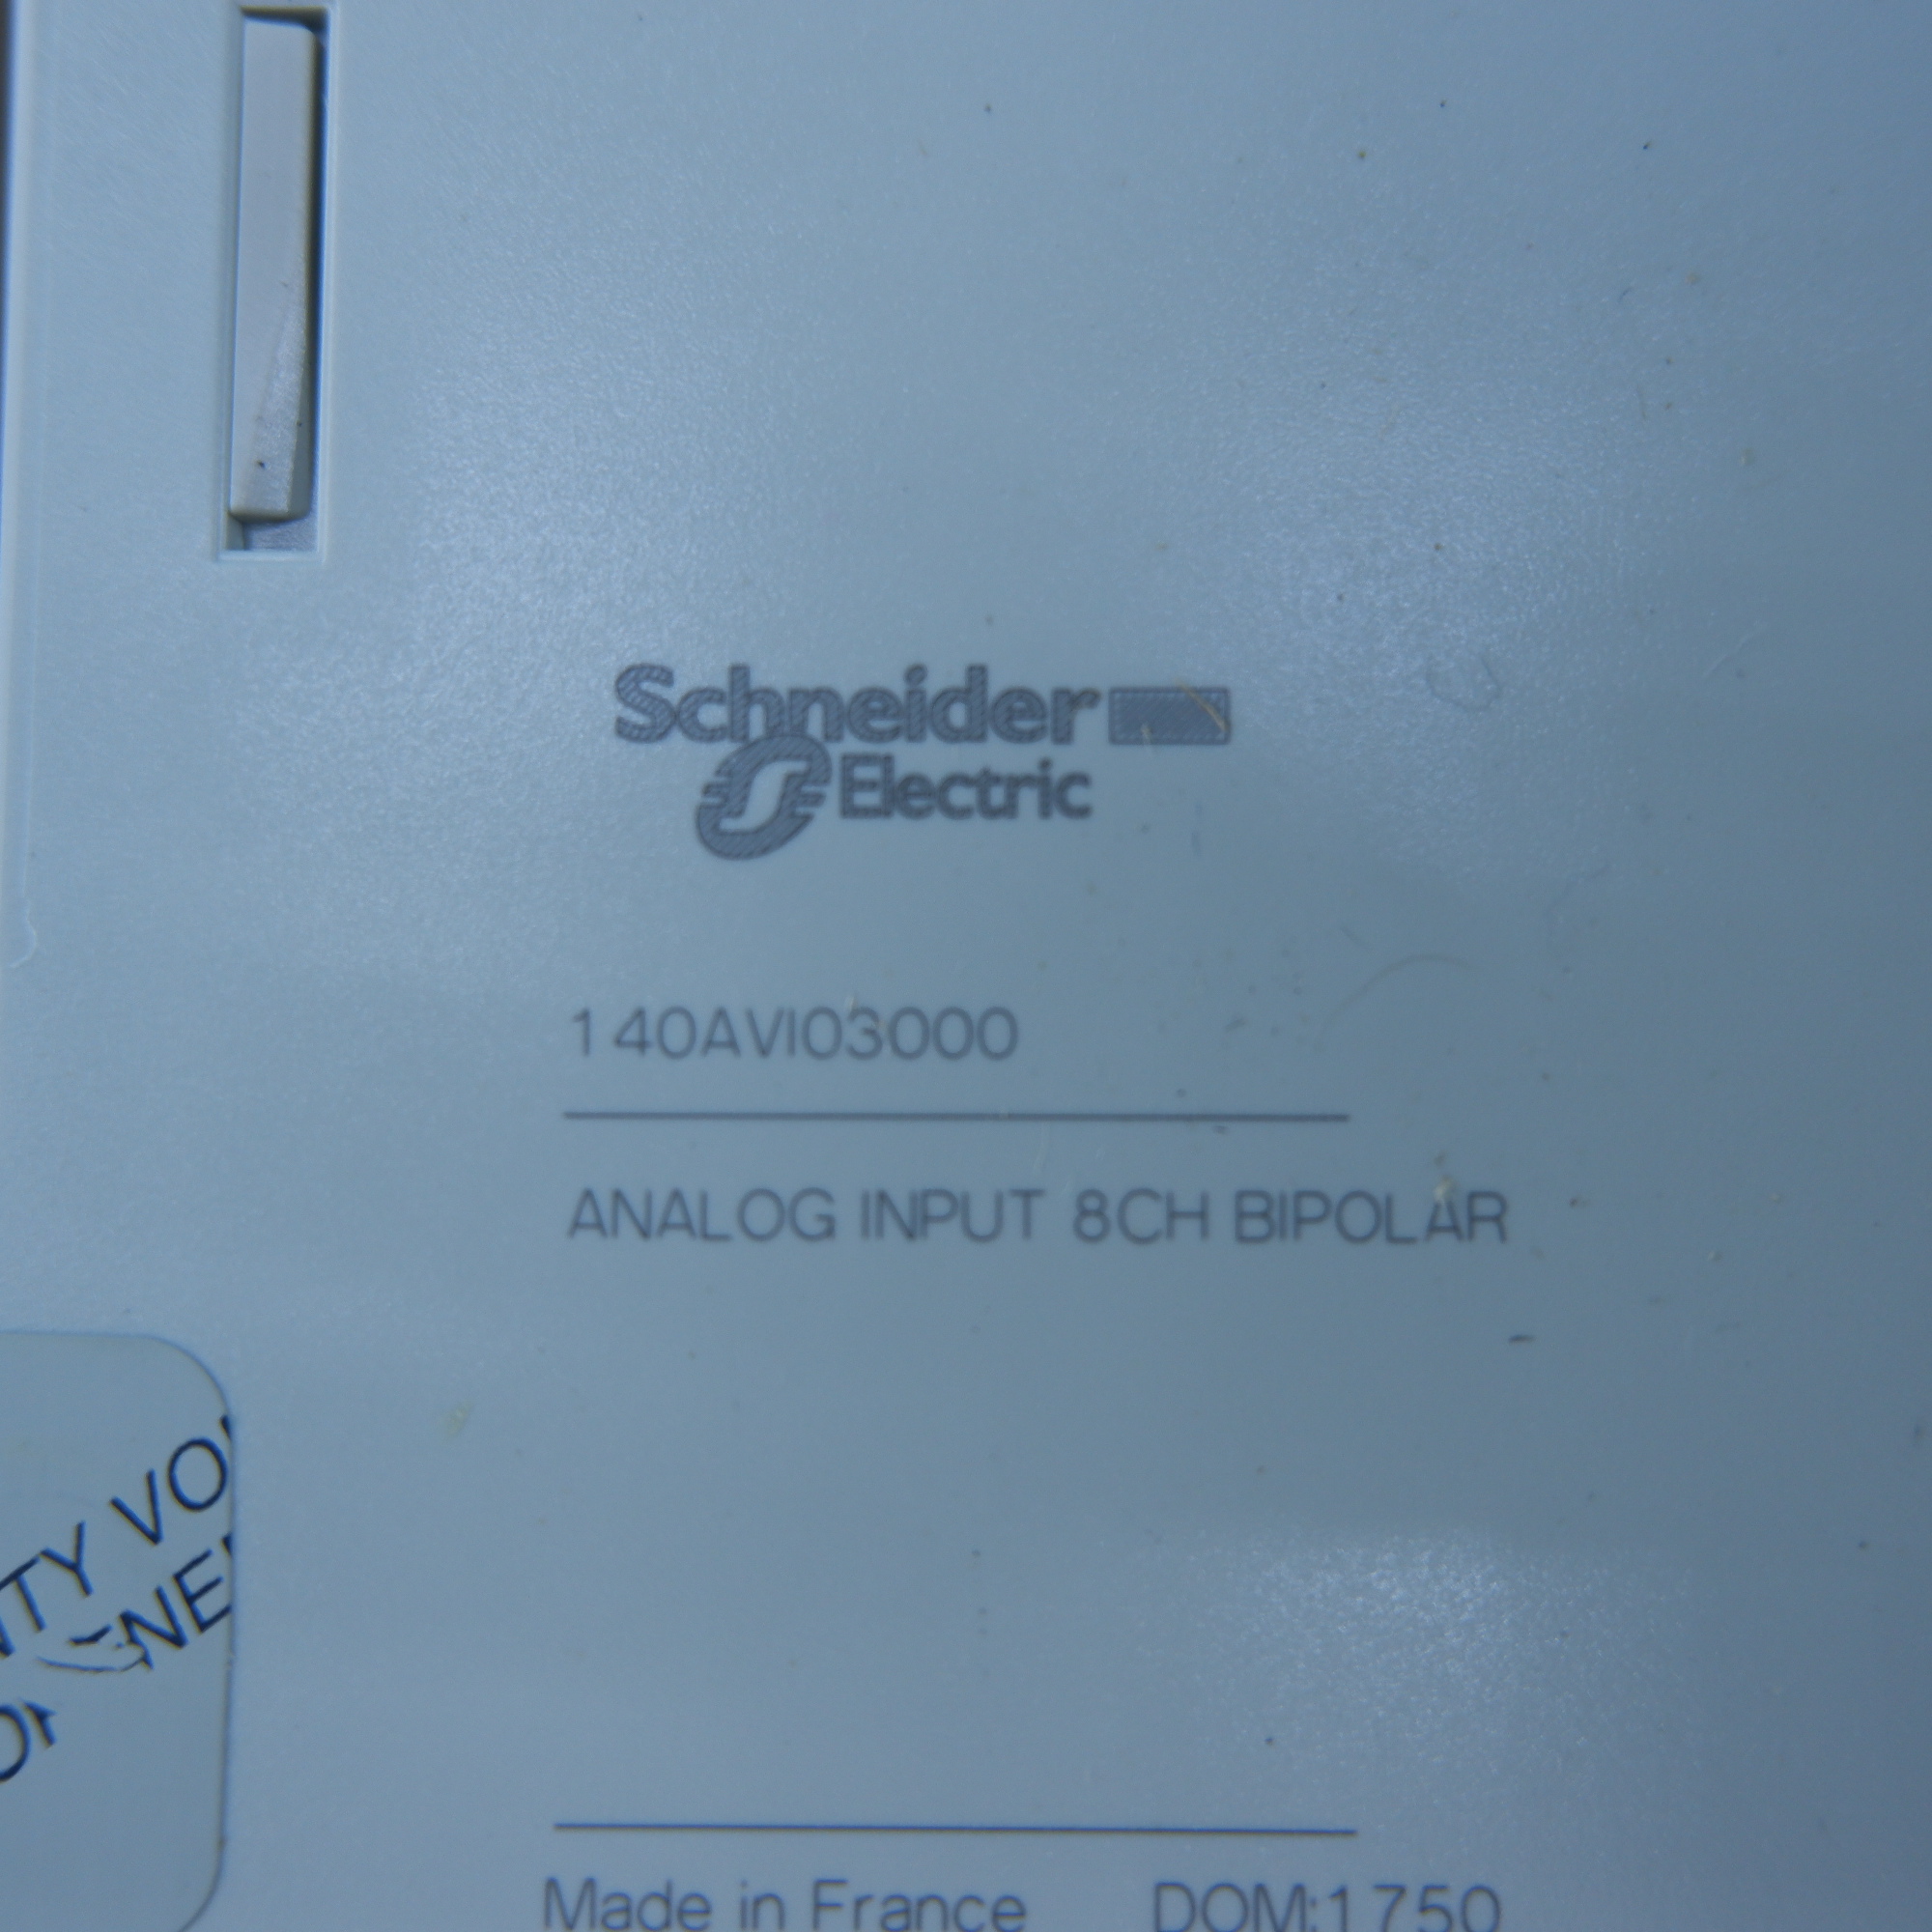 Schneider
Electric
140AVI03000
ANALOG INPUT 8CH BIPOLAR
Made in France DOM:1750